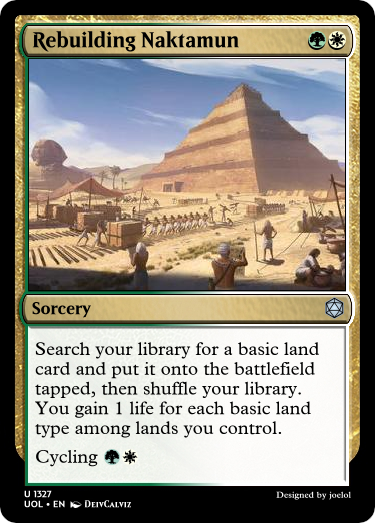 Rebuilding Naktamun
Sorcery
Search your library for a basic land
card and put it onto the battlefield
tapped, then shuffle your library.
You gain 1 life for each basic land
type among lands you control.
Cycling
U 1327
UOL • EN DeivCalviz
Designed by joelol